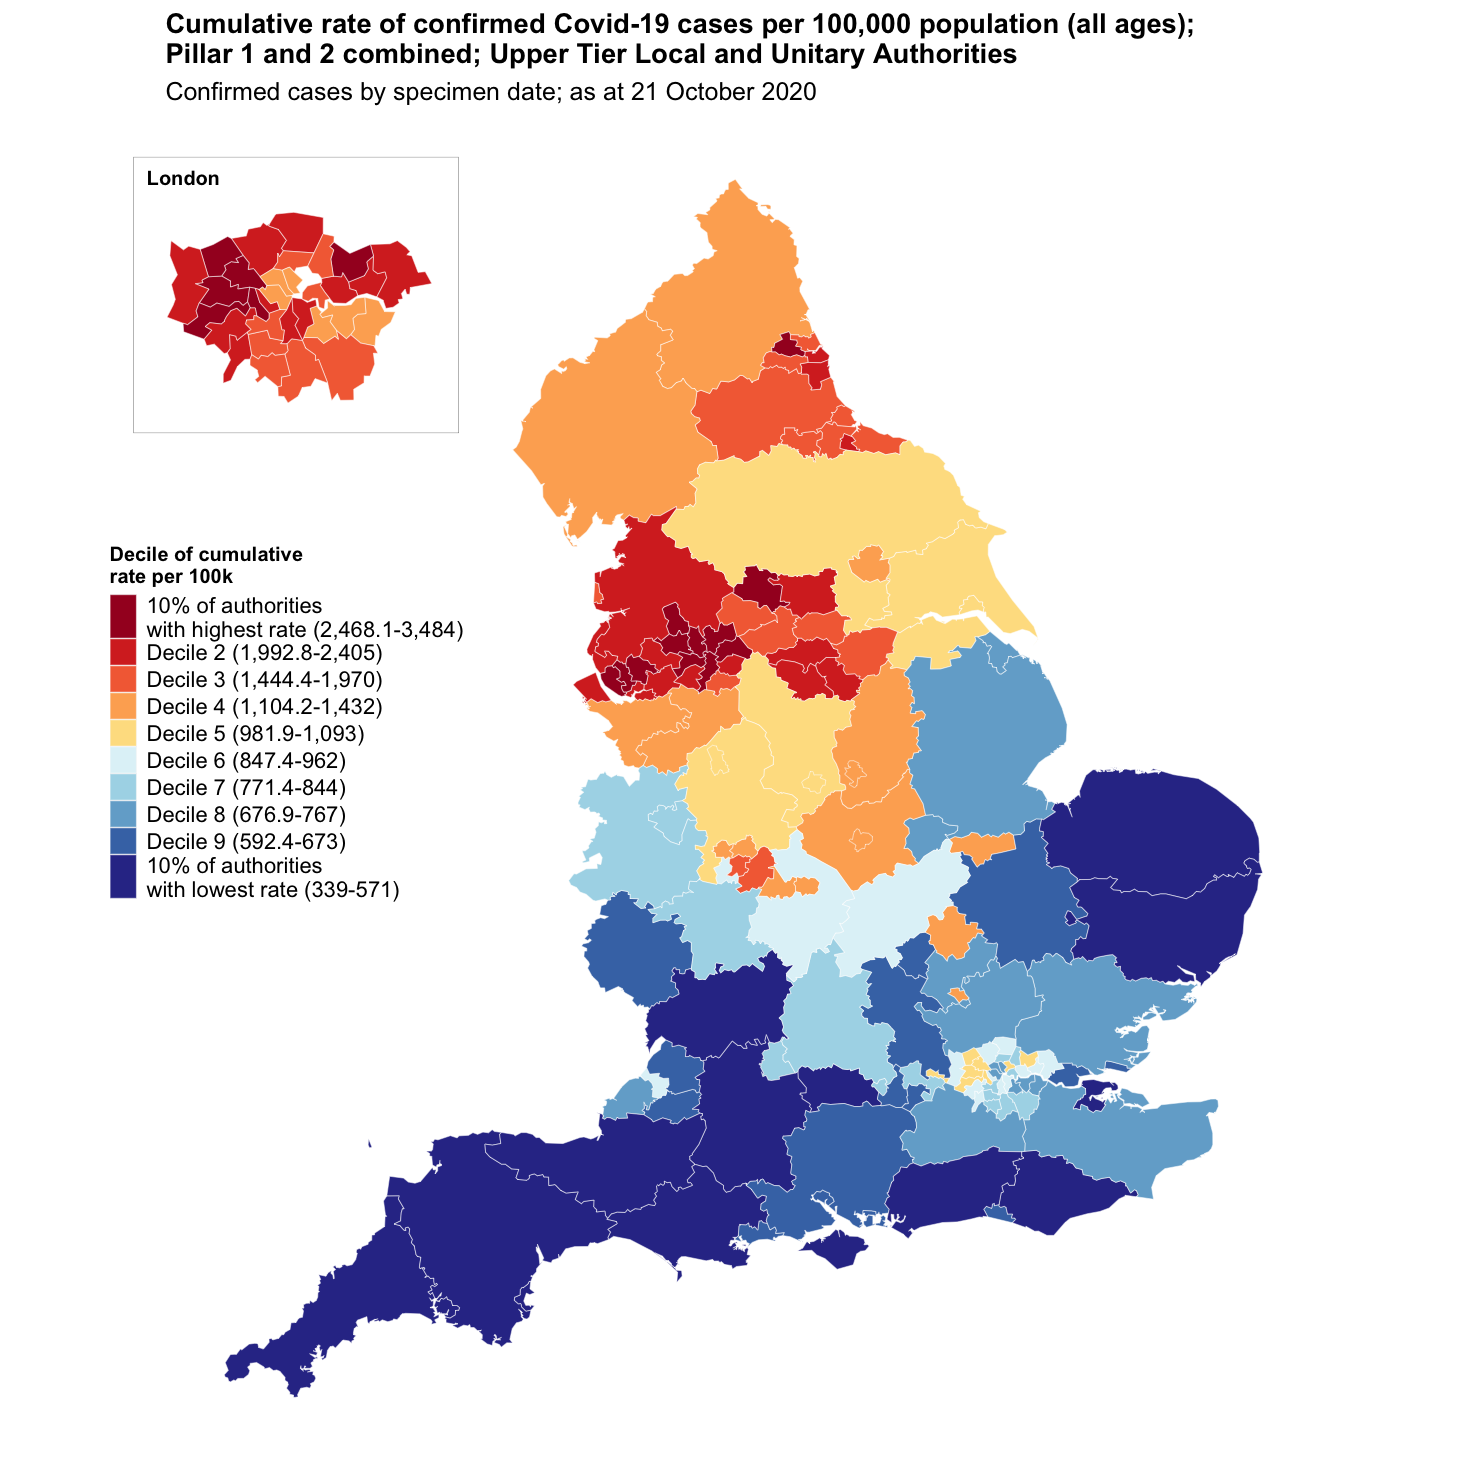 Cumulative rate of confirmed Covid-19 cases per 100,000 population (all ages);
Pillar 1 and 2 combined; Upper Tier Local and Unitary Authorities
Confirmed cases by specimen date; as at 21 October 2020
London
Decile of cumulative
rate per 100k
10% of authorities
with highest rate (2,468.1-3,484)
Decile 2 (1,992.8-2,405)
Decile 3 (1,444.4-1,970)
Decile 4 (1,104.2-1,432)
Decile 5 (981.9-1,093)
Decile 6 (847.4-962)
Decile 7 (771.4-844)
Decile 8 (676.9-767)
Decile 9 (592.4-673)
10% of authorities
with lowest rate (339-571)